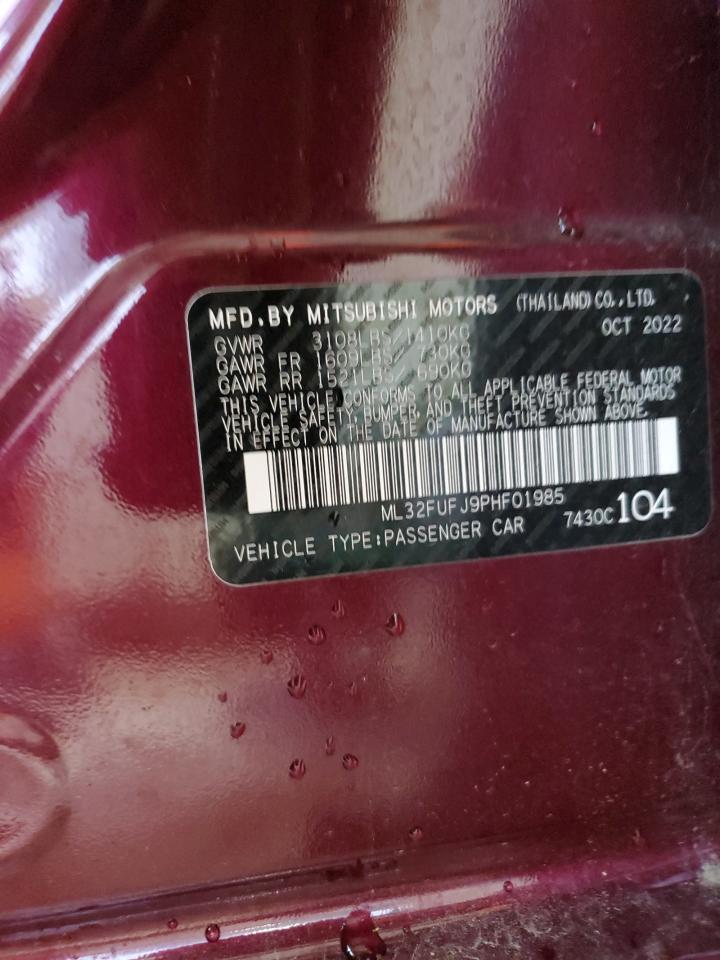 MFD.BY MITSUBISHI MOTORS (THAILAND) CO., LTD.
OCT 2022
GVWR 3108LBS 1410KG
GAWR FR 1609LBS 730KG
GAWR RR 1521LBS 690KG
THIS VEHICLE CONFORMS TO ALL APPLICABLE FEDERAL MOTOR
VEHICLE SAFETY, BUMPER, AND THEFT PREVENTION STANDARDS
IN EFFECT ON THE DATE OF MANUFACTURE SHOWN ABOVE.
ML32FUFJ9PHF01985
7430C 104
VEHICLE TYPE:PASSENGER CAR